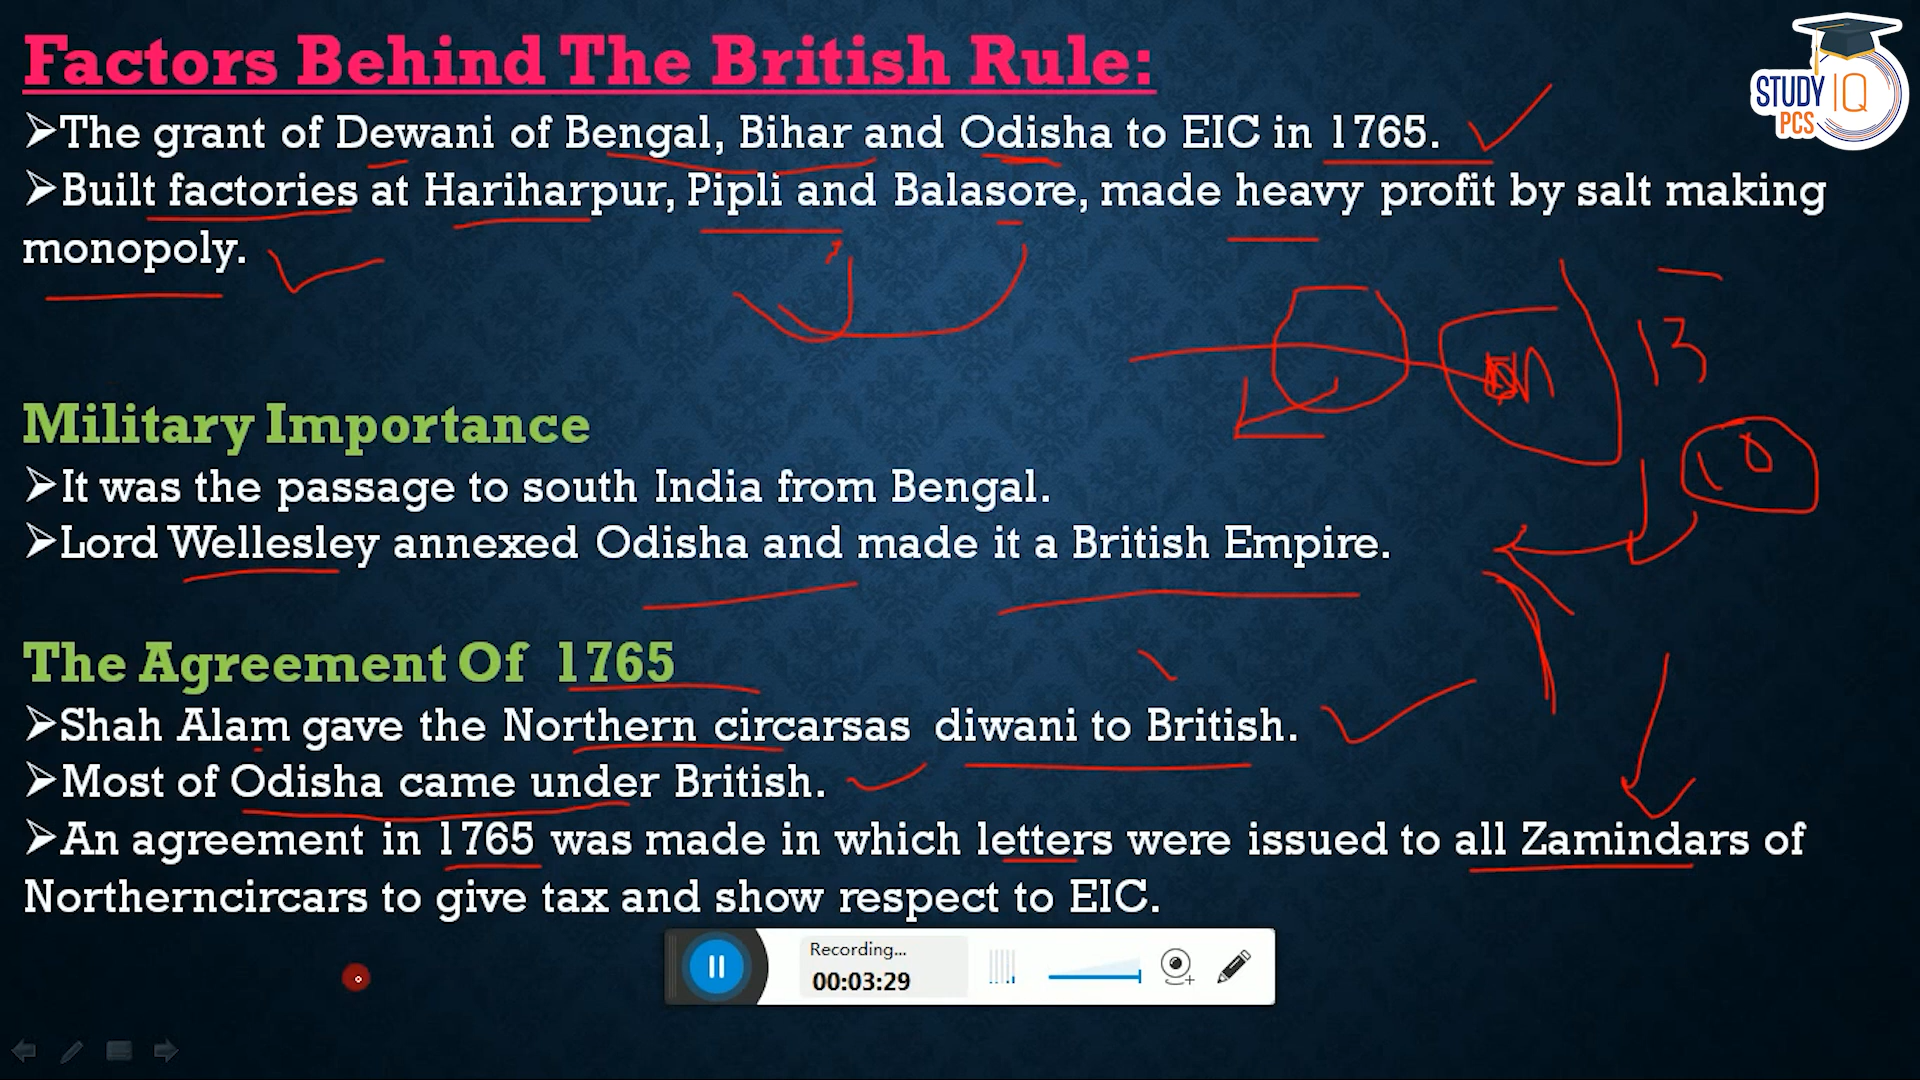 Factors Behind The British Rule:
STUDY IQ
PCS
➤The grant of Dewani of Bengal, Bihar and Odisha to EIC in 1765.
➤Built factories at Hariharpur, Pipli and Balasore, made heavy profit by salt making
monopoly.
13
10
Military Importance
➤It was the passage to south India from Bengal.
➤Lord Wellesley annexed Odisha and made it a British Empire.
The Agreement Of 1765
➤Shah Alam gave the Northern circarsas diwani to British.
➤Most of Odisha came under British.
➤An agreement in 1765 was made in which letters were issued to all Zamindars of
Northerncircars to give tax and show respect to EIC.
Recording...
00:03:29